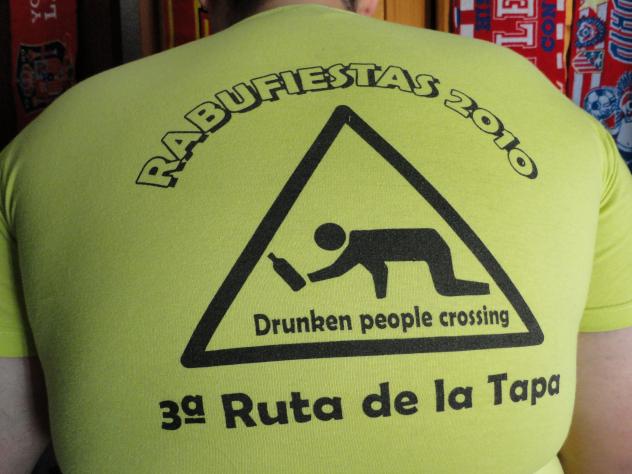 RABUFIESTAS 2010
Drunken people crossing
3ª Ruta de la Tapa